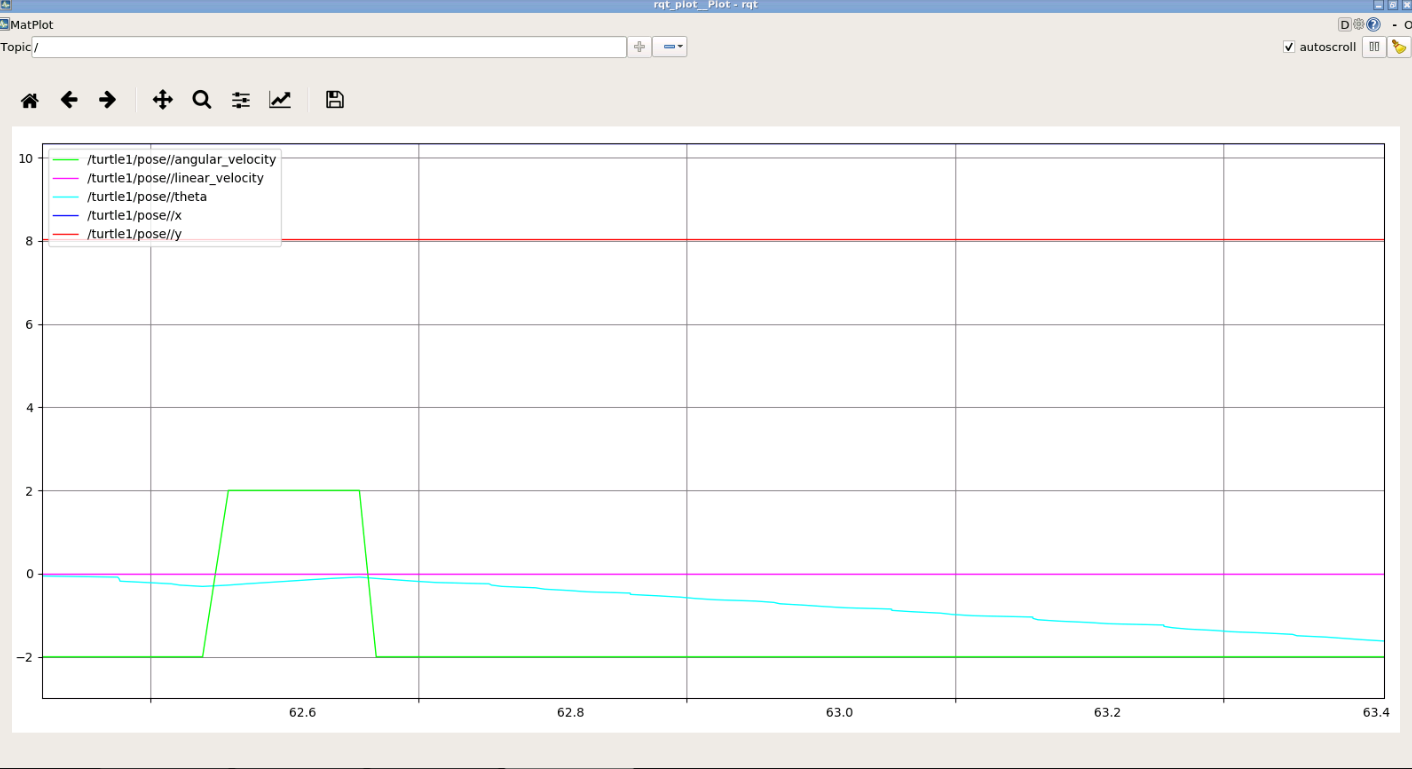 rqt_plot__Plot - rqt
MatPlot
D - O
Topic /
autoscroll
/turtle1/pose//angular_velocity
/turtle1/pose//linear_velocity
/turtle1/pose//theta
/turtle1/pose//x
/turtle1/pose//y
10
8
6
4
2
0
−2
62.6 62.8 63.0 63.2 63.4